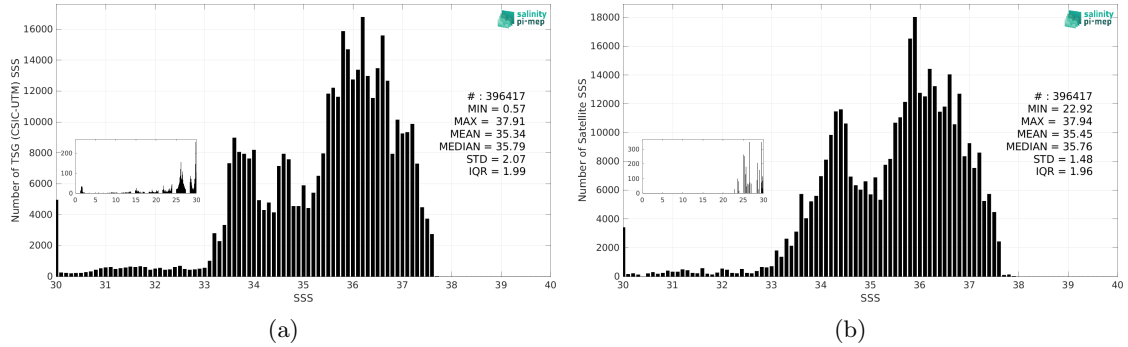 salinity
pi-mep
Number of TSG (CSIC-UTM) SSS
16000
14000
12000
10000
8000
6000
4000
2000
0
# : 396417
MIN = 0.57
MAX = 37.91
MEAN = 35.34
MEDIAN = 35.79
STD = 2.07
IQR = 1.99
200
100
0
0 5 10 15 20 25 30
30 31 32 33 34 35 36 37 38 39 40
SSS
(a)
salinity
pi-mep
Number of Satellite SSS
18000
16000
14000
12000
10000
8000
6000
4000
2000
0
# : 396417
MIN = 22.92
MAX = 37.94
MEAN = 35.45
MEDIAN = 35.76
STD = 1.48
IQR = 1.96
300
200
100
0
0 5 10 15 20 25 30
30 31 32 33 34 35 36 37 38 39 40
SSS
(b)